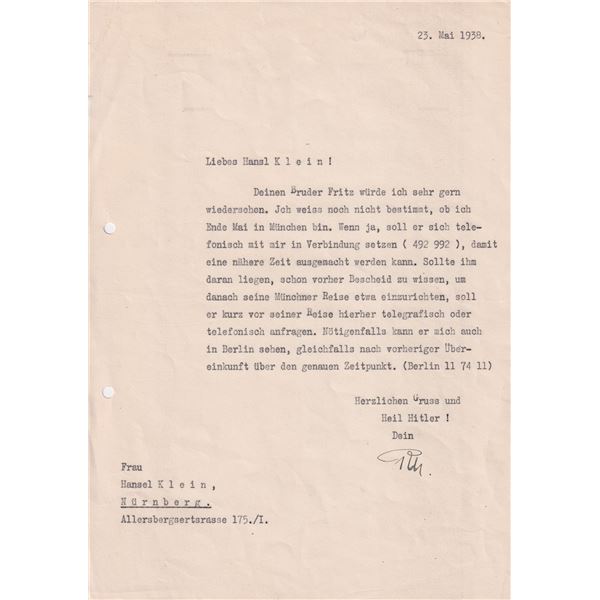 23. Mai 1938.
Liebes Hansl K l e i n !
Deinen Bruder Fritz würde ich sehr gern
wiedersehen. Jch weiss noch nicht bestimmt, ob ich
Ende Mai in München bin. Wenn ja, soll er sich tele-
fonisch mit mir in Verbindung setzen ( 492 992 ), damit
eine nähere Zeit ausgemacht werden kann. Sollte ihm
daran liegen, schon vorher Bescheid zu wissen, um
danach seine Münchner Reise etwa einzurichten, soll
er kurz vor seiner Reise hierher telegrafisch oder
telefonisch anfragen. Nötigenfalls kann er mich auch
in Berlin sehen, gleichfalls nach vorheriger Über-
einkunft über den genauen Zeitpunkt. (Berlin 11 74 11)
Herzlichen Gruss und
Heil Hitler !
Dein
Frau
Hansel K l e i n ,
N ü r n b e r g .
Allersbergsertsrasse 175./I.